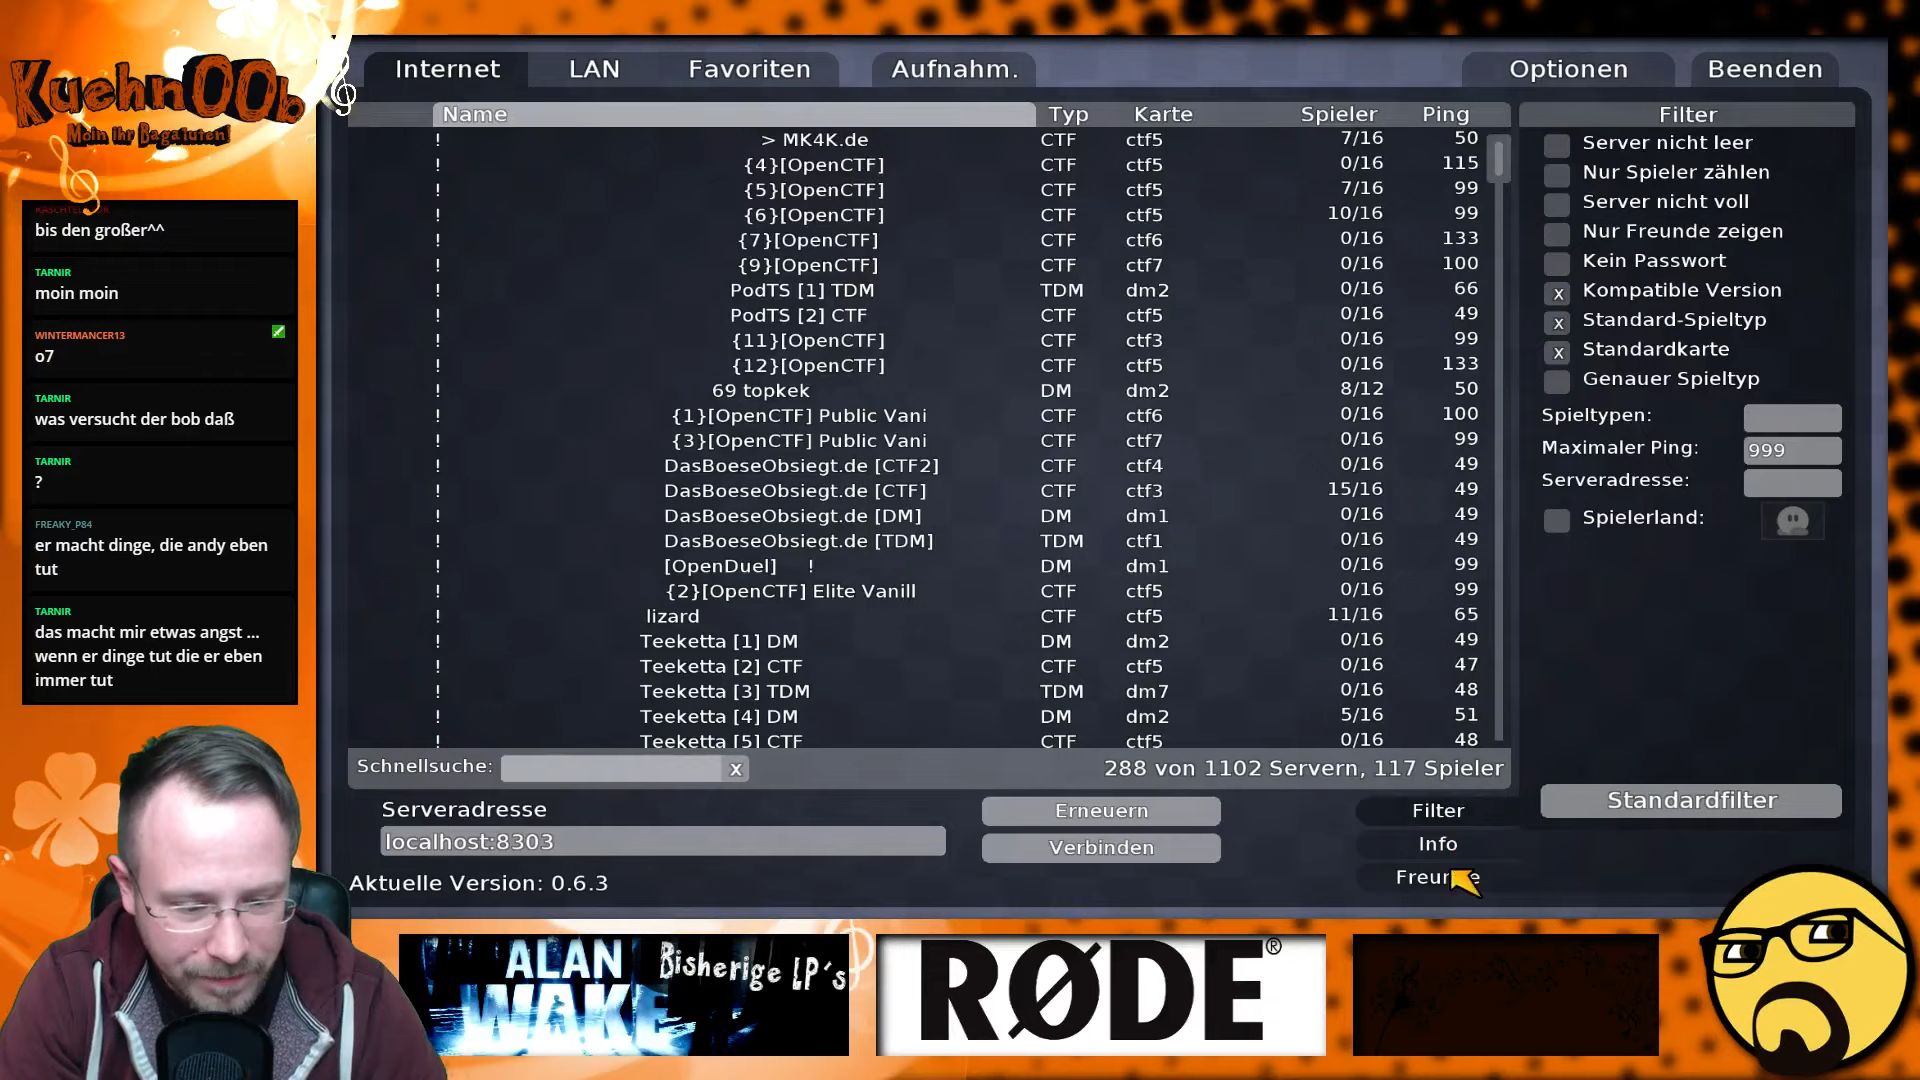 KuehnOOb
Moin ihr Bagaluten!
bis den großer^^
TARNIR
moin moin
WINTERMANCER13
o7
TARNIR
was versucht der bob daß
TARNIR
?
FREAKY_P84
er macht dinge, die andy eben
tut
TARNIR
das macht mir etwas angst ...
wenn er dinge tut die er eben
immer tut
Internet LAN Favoriten Aufnahm. Optionen Beenden
Name Typ Karte Spieler Ping
! > MK4K.de CTF ctf5 7/16 50
! {4}[OpenCTF] CTF ctf5 0/16 115
! {5}[OpenCTF] CTF ctf5 7/16 99
! {6}[OpenCTF] CTF ctf5 10/16 99
! {7}[OpenCTF] CTF ctf6 0/16 133
! {9}[OpenCTF] CTF ctf7 0/16 100
! PodTS [1] TDM TDM dm2 0/16 66
! PodTS [2] CTF CTF ctf5 0/16 49
! {11}[OpenCTF] CTF ctf3 0/16 99
! {12}[OpenCTF] CTF ctf5 0/16 133
! 69 topkek DM dm2 8/12 50
! {1}[OpenCTF] Public Vani CTF ctf6 0/16 100
! {3}[OpenCTF] Public Vani CTF ctf7 0/16 99
! DasBoeseObsiegt.de [CTF2] CTF ctf4 0/16 49
! DasBoeseObsiegt.de [CTF] CTF ctf3 15/16 49
! DasBoeseObsiegt.de [DM] DM dm1 0/16 49
! DasBoeseObsiegt.de [TDM] TDM ctf1 0/16 49
! [OpenDuel] ! DM dm1 0/16 99
! {2}[OpenCTF] Elite Vanill CTF ctf5 0/16 99
! lizard CTF ctf5 11/16 65
! Teeketta [1] DM DM dm2 0/16 49
! Teeketta [2] CTF CTF ctf5 0/16 47
! Teeketta [3] TDM TDM dm7 0/16 48
! Teeketta [4] DM DM dm2 5/16 51
! Teeketta [5] CTF CTF ctf5 0/16 48
Schnellsuche: x 288 von 1102 Servern, 117 Spieler
Serveradresse
localhost:8303
Aktuelle Version: 0.6.3
Erneuern
Verbinden
Filter
Info
Filter
Server nicht leer
Nur Spieler zählen
Server nicht voll
Nur Freunde zeigen
Kein Passwort
x Kompatible Version
x Standard-Spieltyp
x Standardkarte
Genauer Spieltyp
Spieltypen:
Maximaler Ping: 999
Serveradresse:
Spielerland:
Standardfilter
ALAN
WAKE
Bisherige LP's
RØDE®